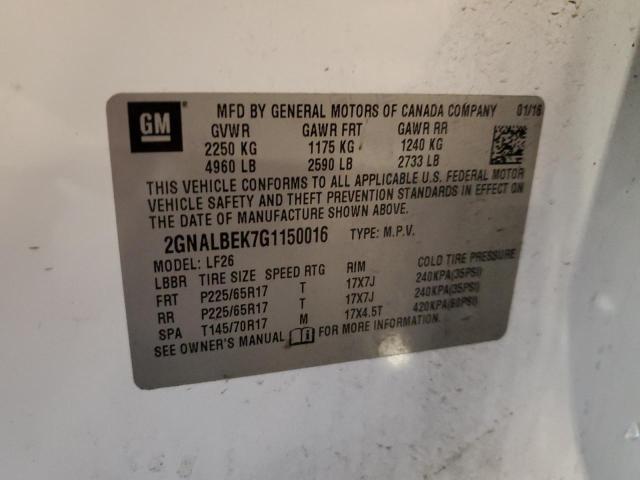 GM MFD BY GENERAL MOTORS OF CANADA COMPANY 01/16
GVWR GAWR FRT GAWR RR
2250 KG 1175 KG 1240 KG
4960 LB 2590 LB 2733 LB
THIS VEHICLE CONFORMS TO ALL APPLICABLE U.S. FEDERAL MOTOR
VEHICLE SAFETY AND THEFT PREVENTION STANDARDS IN EFFECT ON
THE DATE OF MANUFACTURE SHOWN ABOVE.
2GNALBEK7G1150016 TYPE: M.P.V.
MODEL: LF26
LBBR TIRE SIZE SPEED RTG RIM COLD TIRE PRESSURE
FRT P225/65R17 T 17X7J 240KPA(35PSI)
RR P225/65R17 T 17X7J 240KPA(35PSI)
SPA T145/70R17 M 17X4.5T 420KPA(60PSI)
SEE OWNER'S MANUAL FOR MORE INFORMATION.